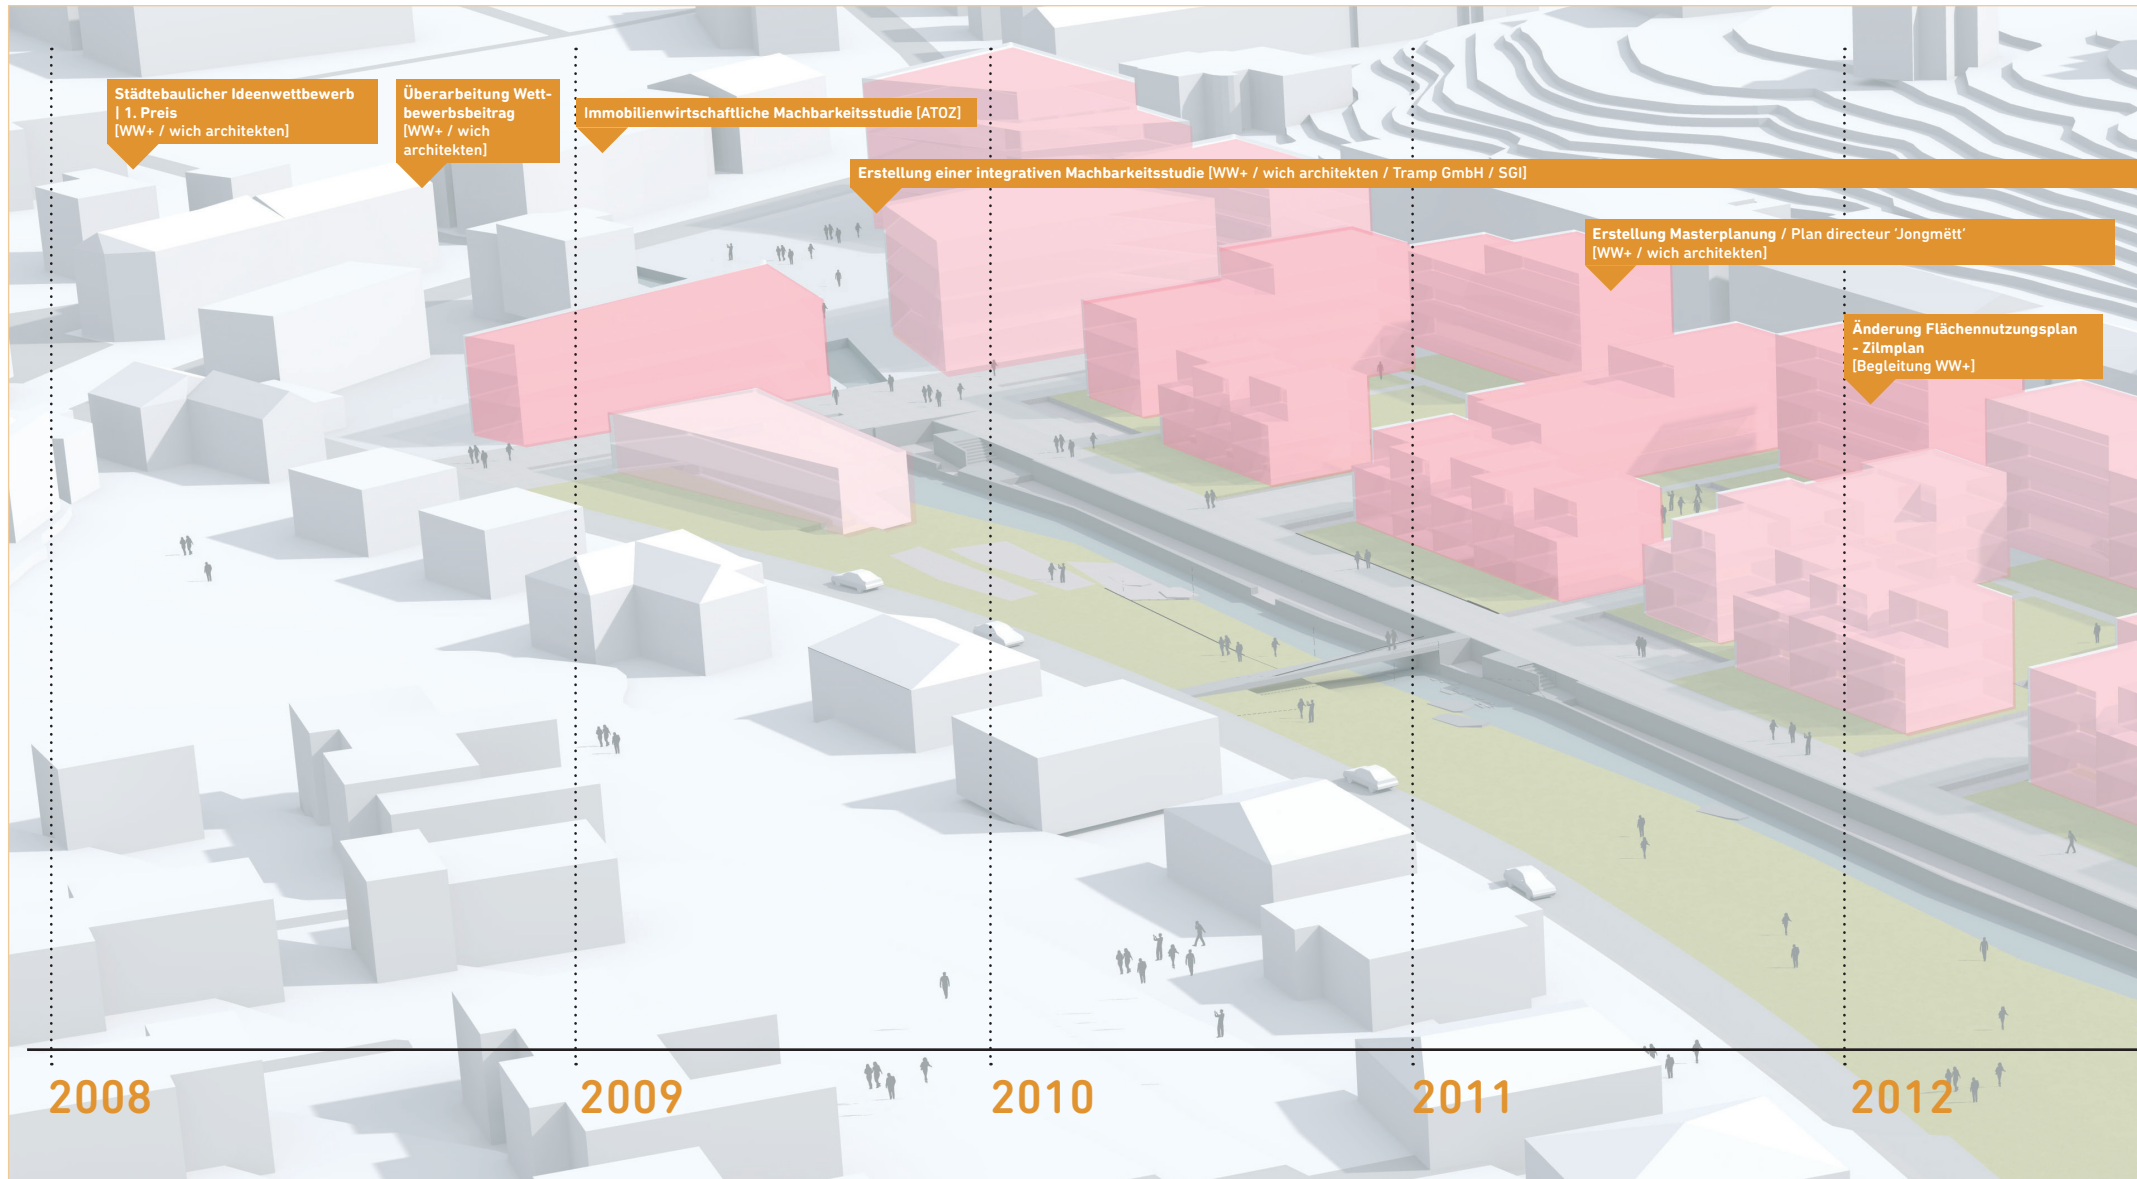 Städtebaulicher Ideenwettbewerb
| 1. Preis
[WW+ / wich architekten]
Überarbeitung Wett-
bewerbsbeitrag
[WW+ / wich
architekten]
Immobilienwirtschaftliche Machbarkeitsstudie [ATOZ]
Erstellung einer integrativen Machbarkeitsstudie [WW+ / wich architekten / Tramp GmbH / SGI]
Erstellung Masterplanung / Plan directeur ‘Jongmëtt’
[WW+ / wich architekten]
Änderung Flächennutzungsplan
- Zilmplan
[Begleitung WW+]
2008
2009
2010
2011
2012